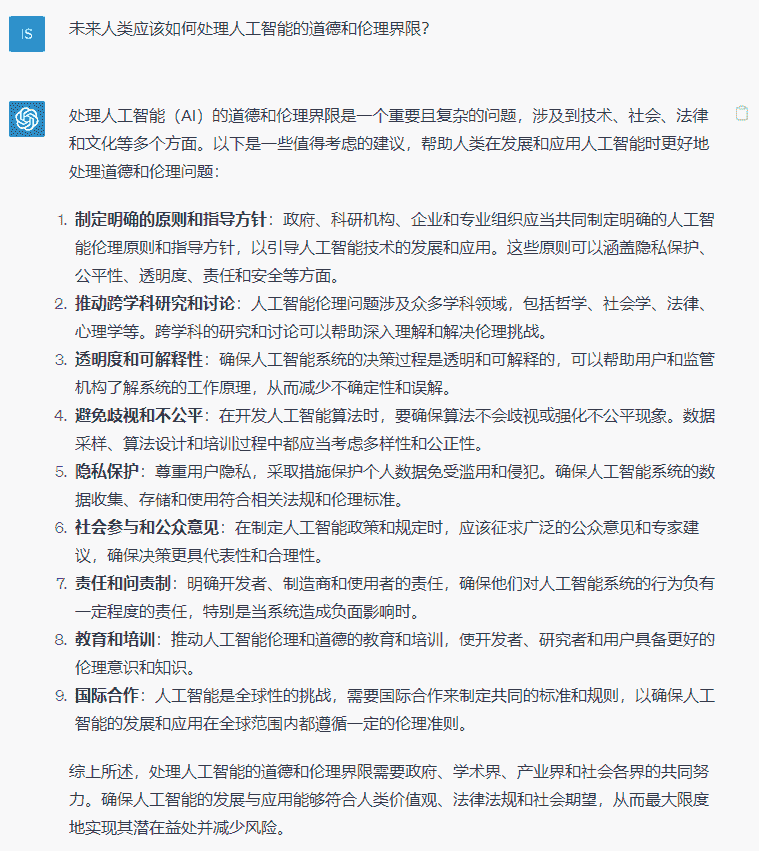 IS
未来人类应该如何处理人工智能的道德和伦理界限？
处理人工智能（AI）的道德和伦理界限是一个重要且复杂的问题，涉及到技术、社会、法律
和文化等多个方面。以下是一些值得考虑的建议，帮助人类在发展和应用人工智能时更好地
处理道德和伦理问题：
1. 制定明确的原则和指导方针：政府、科研机构、企业和专业组织应当共同制定明确的人工智
能伦理原则和指导方针，以引导人工智能技术的发展和应用。这些原则可以涵盖隐私保护、
公平性、透明度、责任和安全等方面。
2. 推动跨学科研究和讨论：人工智能伦理问题涉及众多学科领域，包括哲学、社会学、法律、
心理学等。跨学科的研究和讨论可以帮助深入理解和解决伦理挑战。
3. 透明度和可解释性：确保人工智能系统的决策过程是透明和可解释的，可以帮助用户和监管
机构了解系统的工作原理，从而减少不确定性和误解。
4. 避免歧视和不公平：在开发人工智能算法时，要确保算法不会歧视或强化不公平现象。数据
采样、算法设计和培训过程中都应当考虑多样性和公正性。
5. 隐私保护：尊重用户隐私，采取措施保护个人数据免受滥用和侵犯。确保人工智能系统的数
据收集、存储和使用符合相关法规和伦理标准。
6. 社会参与和公众意见：在制定人工智能政策和规定时，应该征求广泛的公众意见和专家建
议，确保决策更具代表性和合理性。
7. 责任和问责制：明确开发者、制造商和使用者的责任，确保他们对人工智能系统的行为负有
一定程度的责任，特别是当系统造成负面影响时。
8. 教育和培训：推动人工智能伦理和道德的教育和培训，使开发者、研究者和用户具备更好的
伦理意识和知识。
9. 国际合作：人工智能是全球性的挑战，需要国际合作来制定共同的标准和规则，以确保人工
智能的发展和应用在全球范围内都遵循一定的伦理准则。
综上所述，处理人工智能的道德和伦理界限需要政府、学术界、产业界和社会各界的共同努
力。确保人工智能的发展与应用能够符合人类价值观、法律法规和社会期望，从而最大限度
地实现其潜在益处并减少风险。